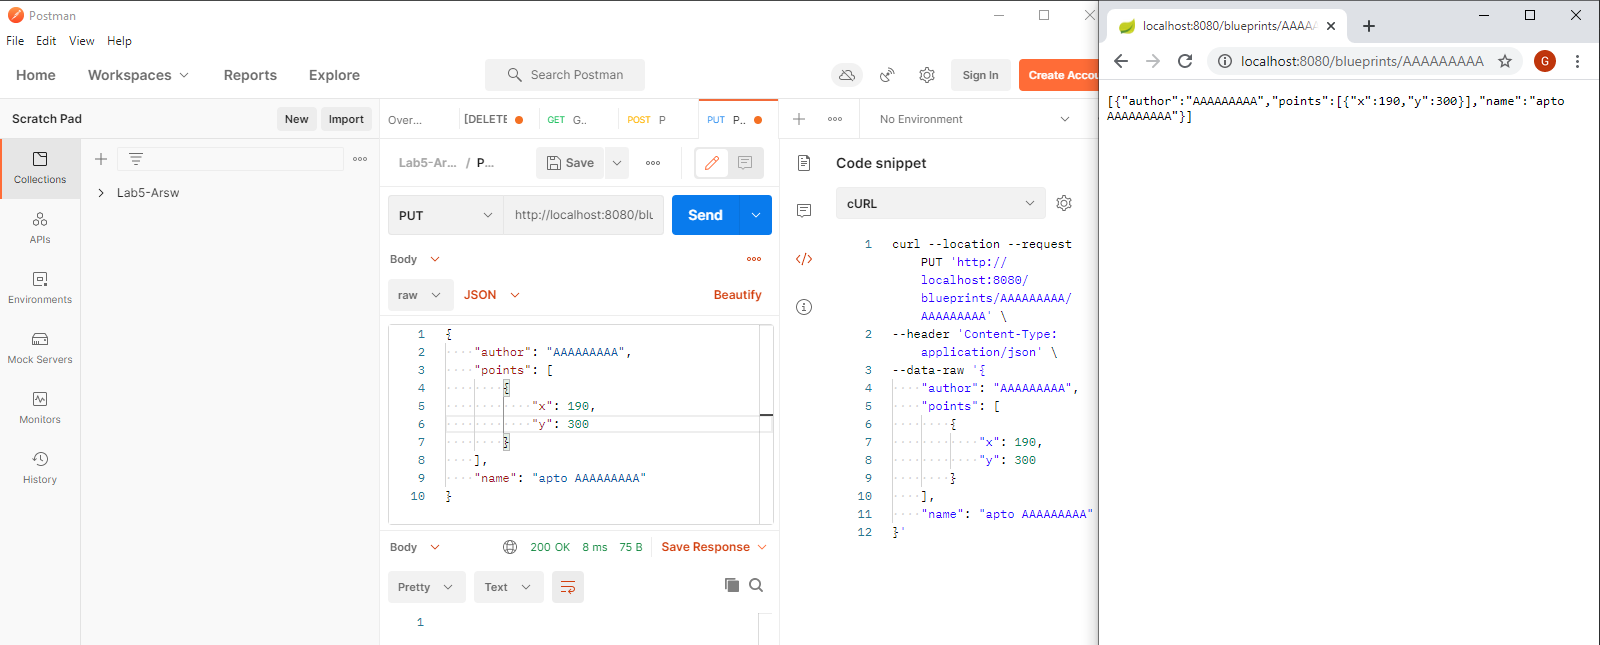 Postman
File Edit View Help
Home Workspaces Reports Explore
Search Postman
Sign In
Create Accou
Scratch Pad
New Import
Collections
APIs
Environments
Mock Servers
Monitors
History
Lab5-Arsw
Over... [DELETE GET G.. POST P PUT P..
No Environment
Lab5-Ar... / P...
Save
PUT http://localhost:8080/blu
Send
Body
raw JSON Beautify
1 {
2 "author": "AAAAAAAAA",
3 "points": [
4 {
5 "x": 190,
6 "y": 300
7 }
8 ],
9 "name": "apto AAAAAAAAA"
10 }
Body 200 OK 8 ms 75 B Save Response
Pretty Text
1
Code snippet
cURL
1 curl --location --request
PUT 'http://
localhost:8080/
blueprints/AAAAAAAAA/
AAAAAAAAA' \
2 --header 'Content-Type:
application/json' \
3 --data-raw '{
4 "author": "AAAAAAAAA",
5 "points": [
6 {
7 "x": 190,
8 "y": 300
9 }
10 ],
11 "name": "apto AAAAAAAAA"
12 }'
localhost:8080/blueprints/AAAAA
localhost:8080/blueprints/AAAAAAAAA
G
[{"author":"AAAAAAAAA","points":[{"x":190,"y":300}],"name":"apto
AAAAAAAAA"}]